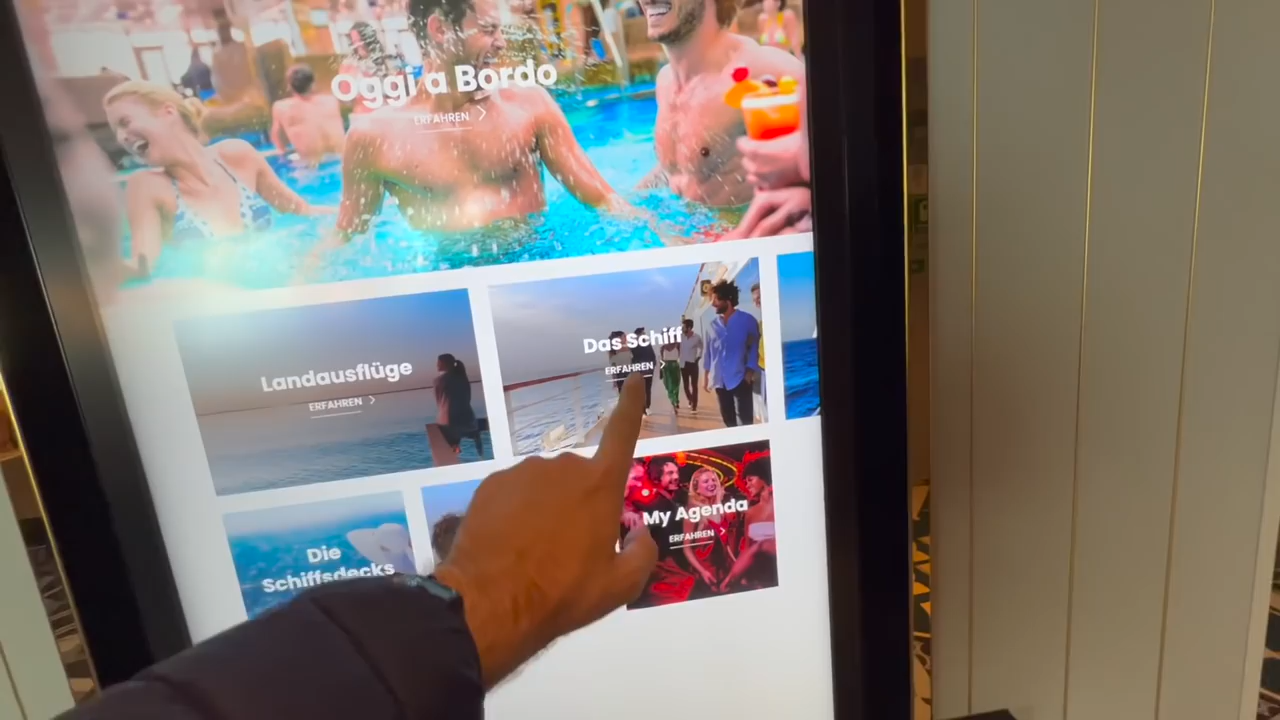 Oggi a Bordo
ERFAHREN
Landausflüge
ERFAHREN
Das Schiff
ERFAHREN
Die
Schiffsdecks
My Agenda
ERFAHREN